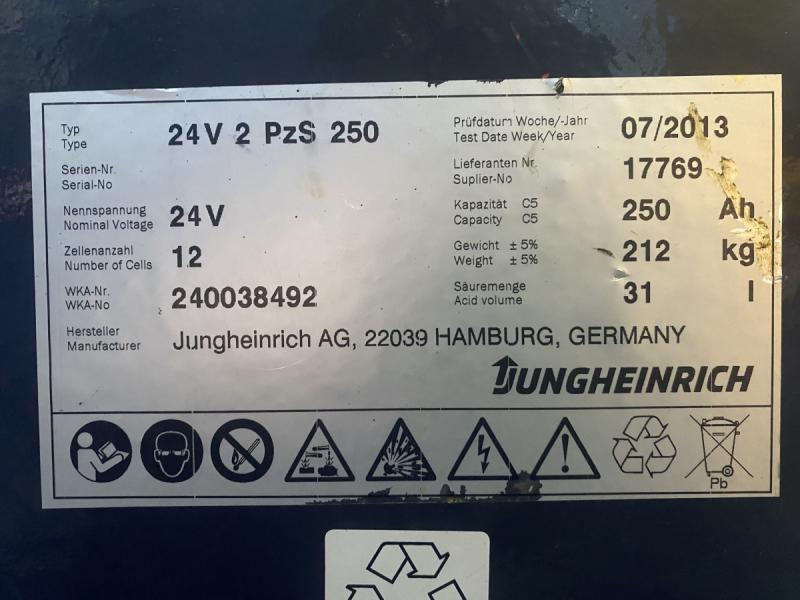 Typ
Type
24V 2 PzS 250
Prüfdatum Woche/-Jahr
Test Date Week/Year
07/2013
Serien-Nr.
Serial-No
Lieferanten Nr.
Suplier-No
17769
Nennspannung
Nominal Voltage
24V
Kapazität C5
Capacity C5
250 Ah
Zellenanzahl
Number of Cells
12
Gewicht ± 5%
Weight ± 5%
212 kg
WKA-Nr.
WKA-No
240038492
Säuremenge
Acid volume
31 l
Hersteller
Manufacturer
Jungheinrich AG, 22039 HAMBURG, GERMANY
JUNGHEINRICH
Pb